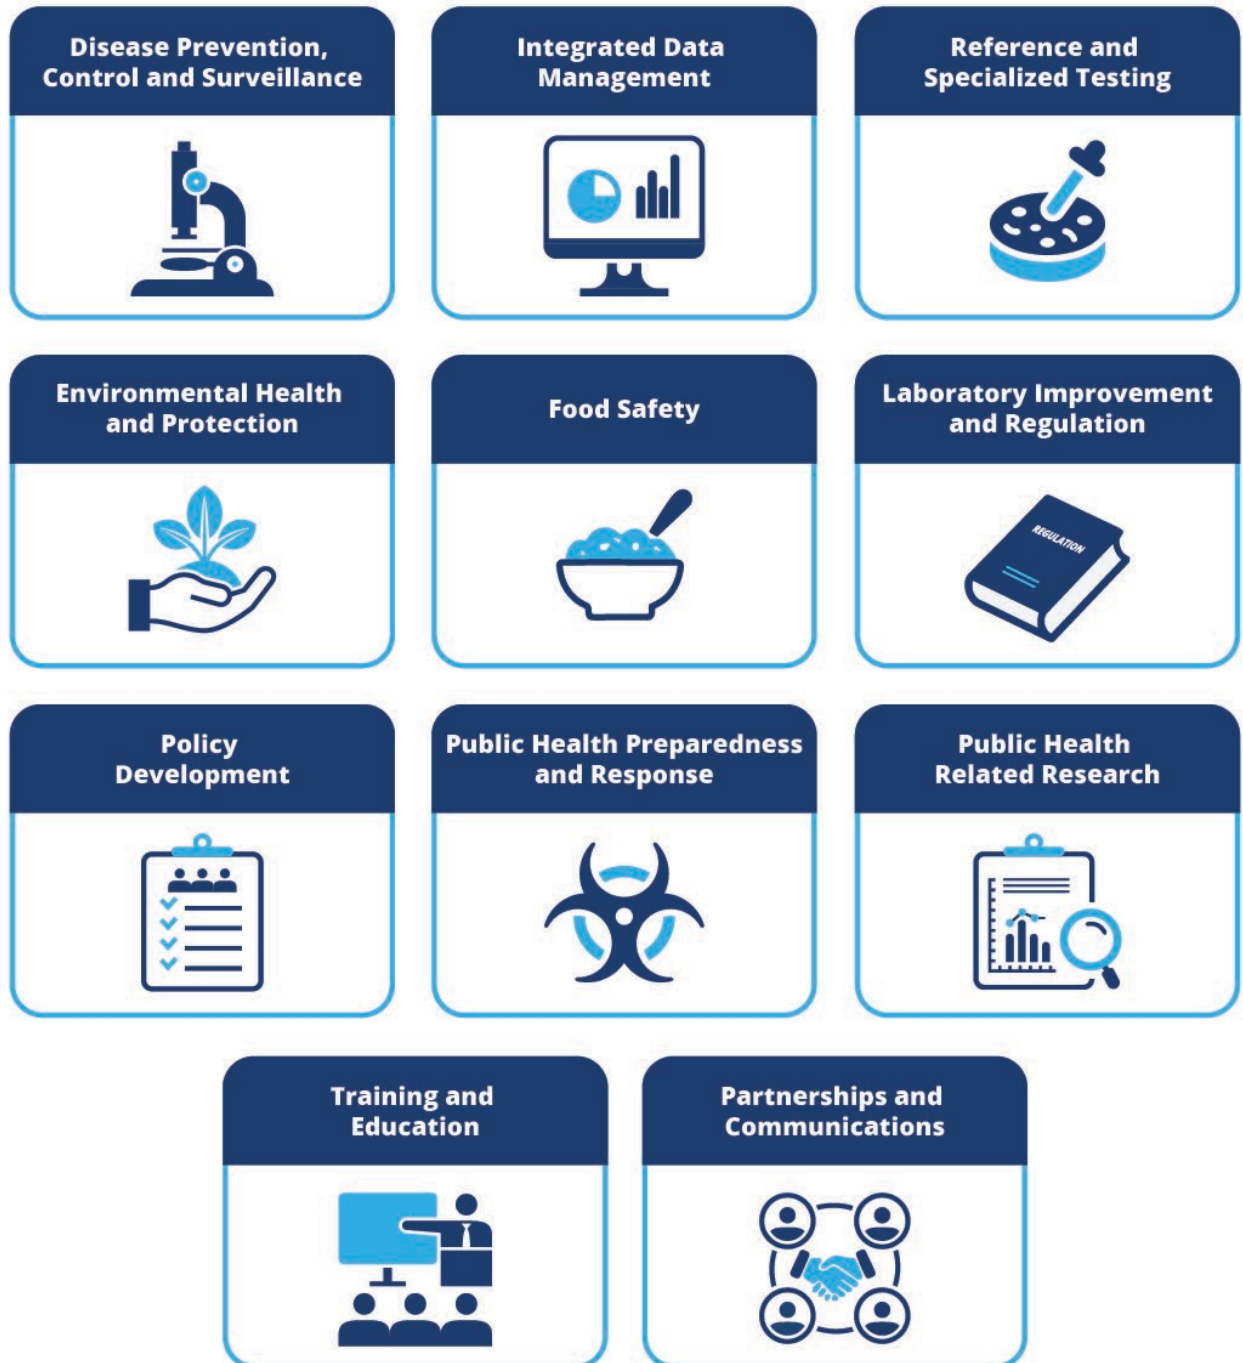 Disease Prevention,
Control and Surveillance
Integrated Data
Management
Reference and
Specialized Testing
Environmental Health
and Protection
Food Safety
Laboratory Improvement
and Regulation
REGULATION
Policy
Development
Public Health Preparedness
and Response
Public Health
Related Research
Training and
Education
Partnerships and
Communications